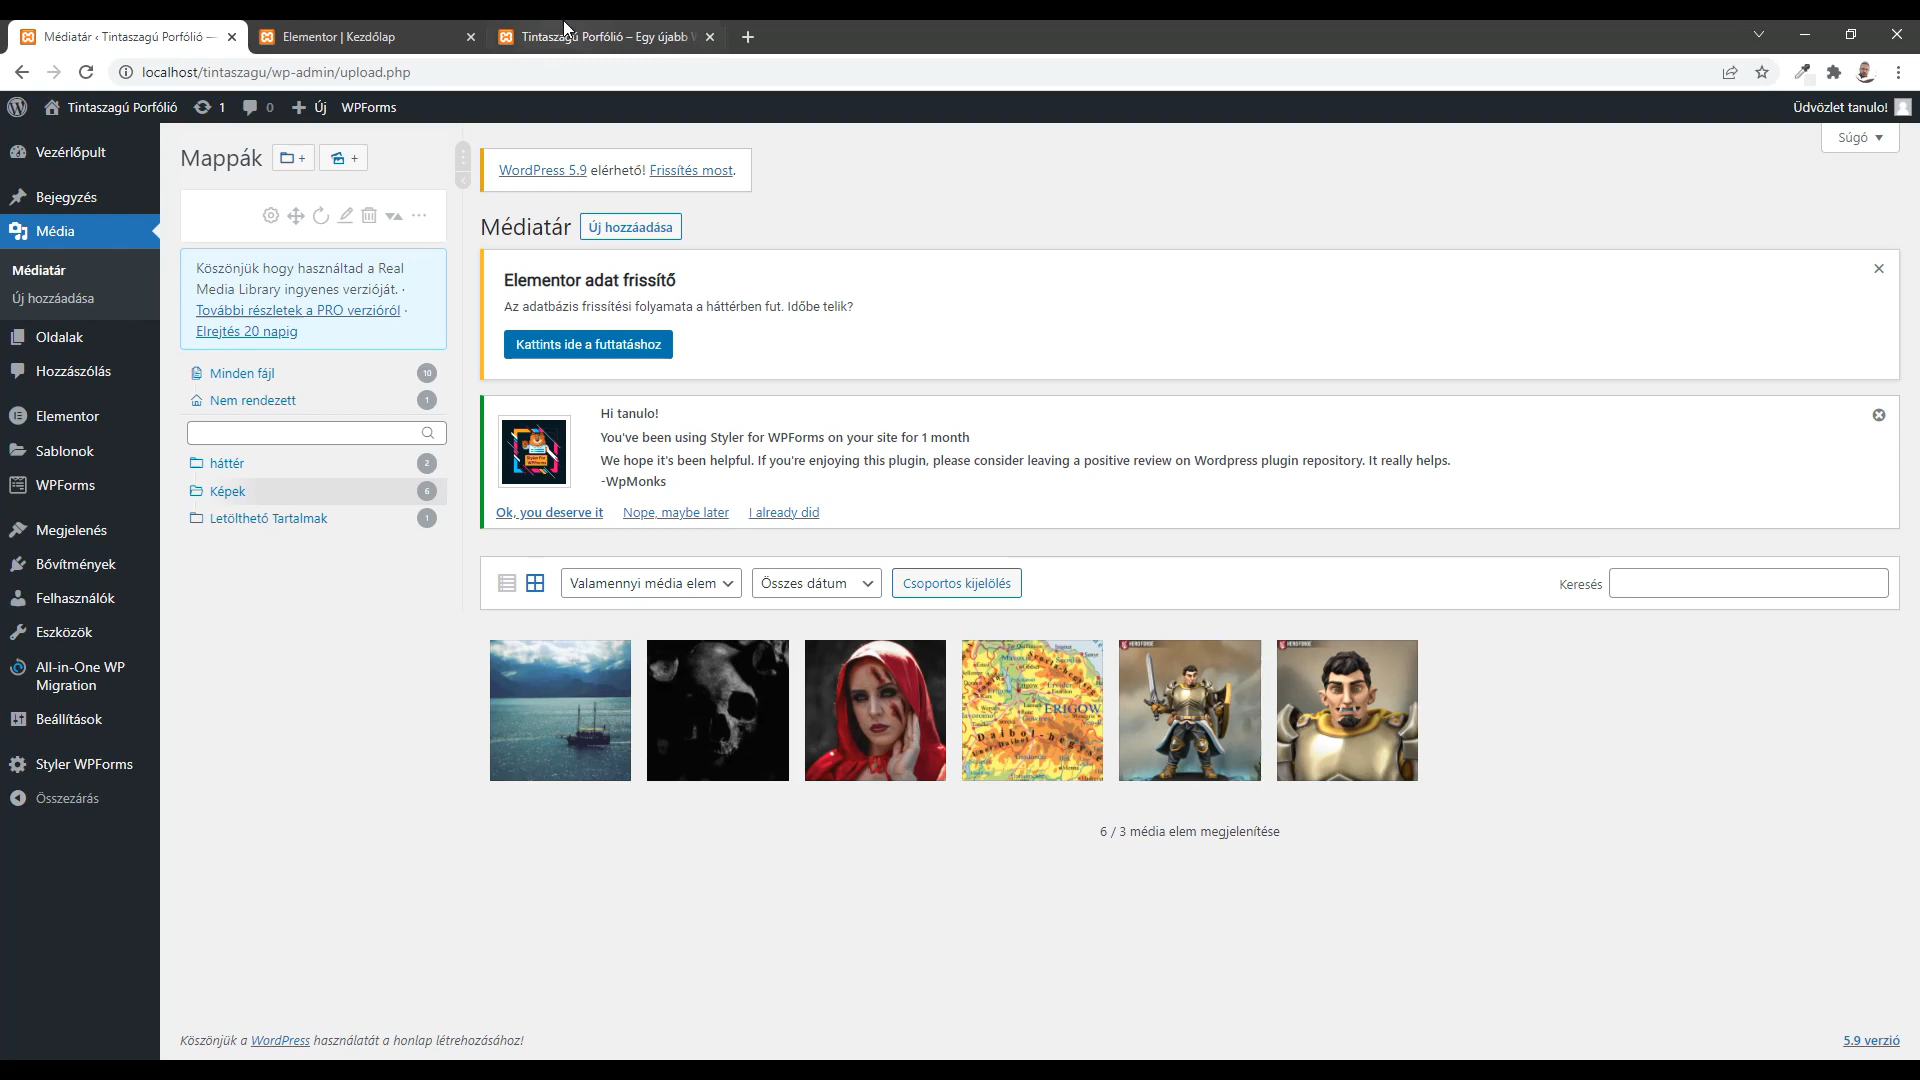 Médiatár ‹ Tintaszagú Porfólió —
Elementor | Kezdőlap
Tintaszagú Porfólió – Egy újabb W
localhost/tintaszagu/wp-admin/upload.php
Tintaszagú Porfólió
1
0
Új
WPForms
Üdvözlet tanulo!
Vezérlőpult
Bejegyzés
Média
Médiatár
Új hozzáadása
Oldalak
Hozzászólás
Elementor
Sablonok
WPForms
Megjelenés
Bővítmények
Felhasználók
Eszközök
All-in-One WP
Migration
Beállítások
Styler WPForms
Összezárás
Mappák
Köszönjük hogy használtad a Real
Media Library ingyenes verzióját. ·
További részletek a PRO verzióról ·
Elrejtés 20 napig
Minden fájl 10
Nem rendezett 1
háttér 2
Képek 6
Letölthető Tartalmak 1
Súgó
WordPress 5.9 elérhető! Frissítés most.
Médiatár
Új hozzáadása
Elementor adat frissítő
Az adatbázis frissítési folyamata a háttérben fut. Időbe telik?
Kattints ide a futtatáshoz
Hi tanulo!
You've been using Styler for WPForms on your site for 1 month
We hope it's been helpful. If you're enjoying this plugin, please consider leaving a positive review on Wordpress plugin repository. It really helps.
-WpMonks
Ok, you deserve it Nope, maybe later I already did
Valamennyi média elem
Összes dátum
Csoportos kijelölés
Keresés
ERIGOW
HEROFORGE
HEROFORGE
6 / 3 média elem megjelenítése
Köszönjük a WordPress használatát a honlap létrehozásához!
5.9 verzió